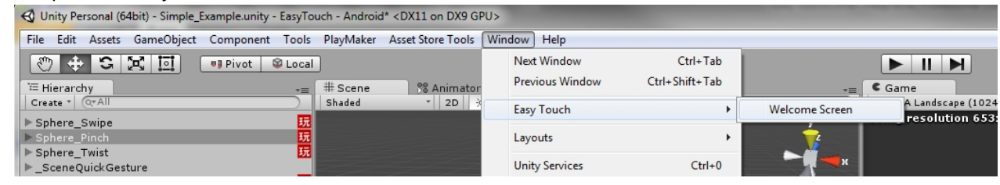 Unity Personal (64bit) - Simple_Example.unity - EasyTouch - Android* <DX11 on DX9 GPU>
File Edit Assets GameObject Component Tools PlayMaker Asset Store Tools Window Help
Pivot Local
Next Window Ctrl+Tab
Previous Window Ctrl+Shift+Tab
Easy Touch
Welcome Screen
Layouts
Unity Services Ctrl+0
Hierarchy
Create All
Sphere_Swipe 玩
Sphere_Pinch 玩
Sphere_Twist 玩
_SceneQuickGesture
Scene Animator
Shaded 2D
Game
A Landscape (1024
resolution 653:
z
x